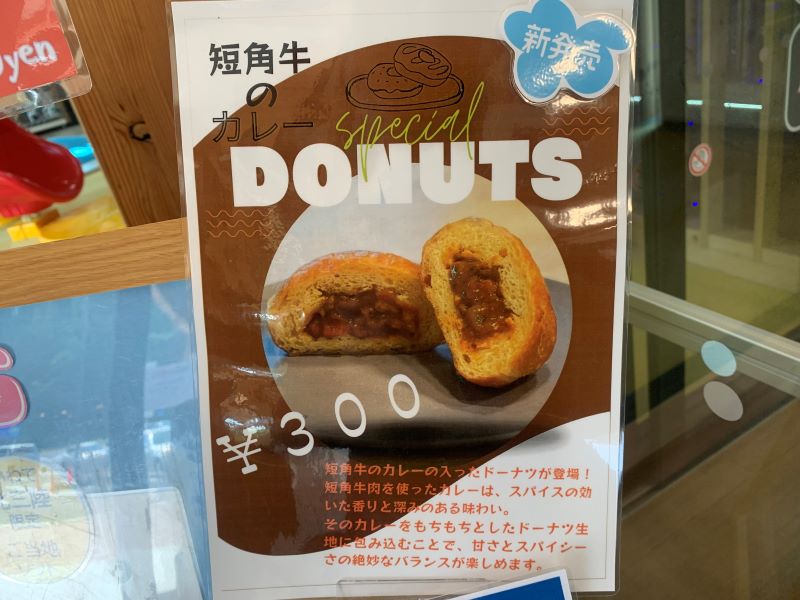 yen
新発売
短角牛
の
カレー
special
DONUTS
¥300
短角牛のカレーの入ったドーナツが登場！
短角牛肉を使ったカレーは、スパイスの効
いた香りと深みのある味わい。
そのカレーをもちもちとしたドーナツ生
地に包み込むことで、甘さとスパイシー
さの絶妙なバランスが楽しめます。